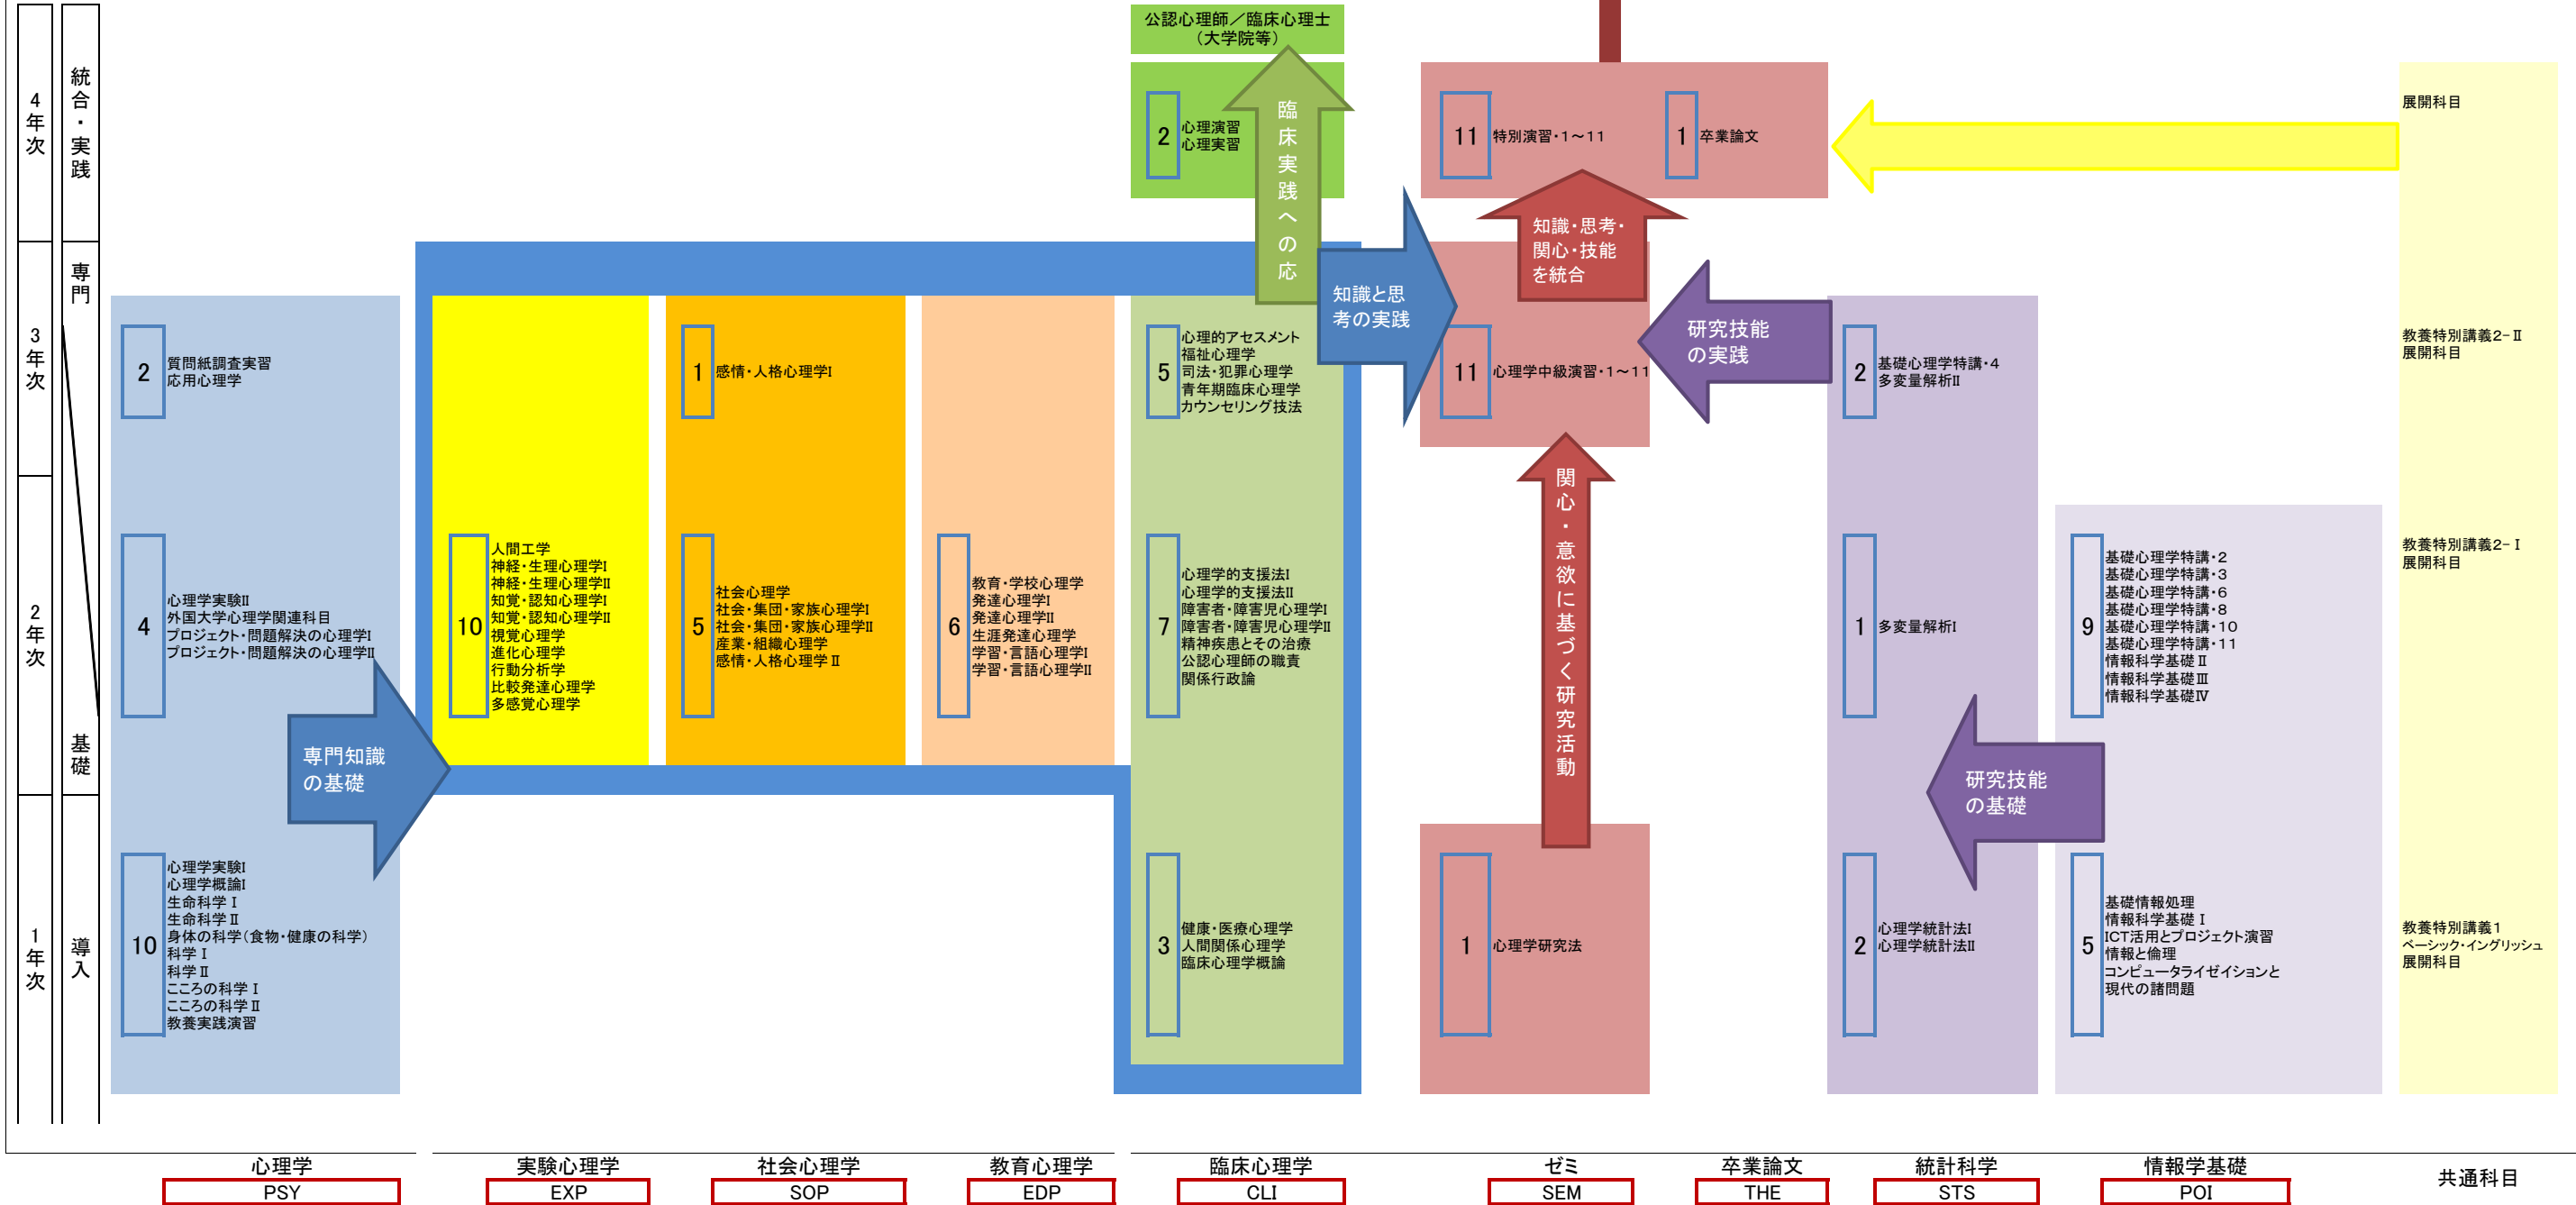 公認心理師／臨床心理士
（大学院等）
4年次
統合・実践
2
心理演習
心理実習
臨床実践への応
11
特別演習・1～11
1
卒業論文
展開科目
専門
3年次
2
質問紙調査実習
応用心理学
1
感情・人格心理学I
5
心理的アセスメント
福祉心理学
司法・犯罪心理学
青年期臨床心理学
カウンセリング技法
知識と思
考の実践
知識・思考・
関心・技能
を統合
11
心理学中級演習・1～11
研究技能
の実践
2
基礎心理学特講・4
多変量解析II
教養特別講義2-Ⅱ
展開科目
2年次
基礎
4
心理学実験II
外国大学心理学関連科目
プロジェクト・問題解決の心理学I
プロジェクト・問題解決の心理学II
専門知識
の基礎
10
人間工学
神経・生理心理学I
神経・生理心理学II
知覚・認知心理学I
知覚・認知心理学II
視覚心理学
進化心理学
行動分析学
比較発達心理学
多感覚心理学
5
社会心理学
社会・集団・家族心理学I
社会・集団・家族心理学II
産業・組織心理学
感情・人格心理学Ⅱ
6
教育・学校心理学
発達心理学I
発達心理学II
生涯発達心理学
学習・言語心理学I
学習・言語心理学II
7
心理学的支援法I
心理学的支援法II
障害者・障害児心理学I
障害者・障害児心理学II
精神疾患とその治療
公認心理師の職責
関係行政論
関心・意欲に基づく研究活動
1
多変量解析I
9
基礎心理学特講・2
基礎心理学特講・3
基礎心理学特講・6
基礎心理学特講・8
基礎心理学特講・10
基礎心理学特講・11
情報科学基礎Ⅱ
情報科学基礎Ⅲ
情報科学基礎Ⅳ
研究技能
の基礎
教養特別講義2-Ⅰ
展開科目
1年次
導入
10
心理学実験I
心理学概論I
生命科学Ⅰ
生命科学Ⅱ
身体の科学（食物・健康の科学）
科学Ⅰ
科学Ⅱ
こころの科学Ⅰ
こころの科学Ⅱ
教養実践演習
3
健康・医療心理学
人間関係心理学
臨床心理学概論
1
心理学研究法
2
心理学統計法I
心理学統計法II
5
基礎情報処理
情報科学基礎Ⅰ
ICT活用とプロジェクト演習
情報と倫理
コンピュータライゼイションと
現代の諸問題
教養特別講義1
ベーシック・イングリッシュ
展開科目
心理学
PSY
実験心理学
EXP
社会心理学
SOP
教育心理学
EDP
臨床心理学
CLI
ゼミ
SEM
卒業論文
THE
統計科学
STS
情報学基礎
POI
共通科目